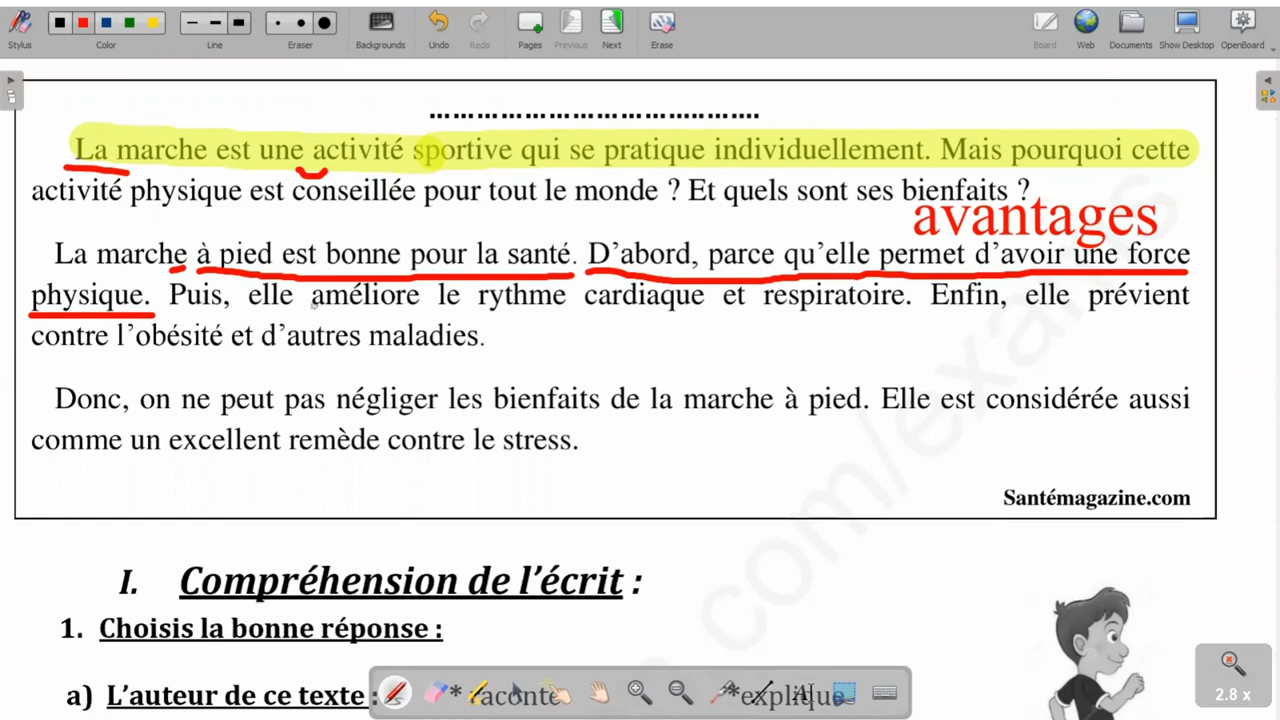 Stylus Color Line Eraser Backgrounds Undo Redo Pages Previous Next Erase Board Web Documents Show Desktop OpenBoard
……………………………………….
La marche est une activité sportive qui se pratique individuellement. Mais pourquoi cette
activité physique est conseillée pour tout le monde ? Et quels sont ses bienfaits ?
avantages
La marche à pied est bonne pour la santé. D’abord, parce qu’elle permet d’avoir une force
physique. Puis, elle améliore le rythme cardiaque et respiratoire. Enfin, elle prévient
contre l’obésité et d’autres maladies.
Donc, on ne peut pas négliger les bienfaits de la marche à pied. Elle est considérée aussi
comme un excellent remède contre le stress.
Santémagazine.com
I. Compréhension de l’écrit :
1. Choisis la bonne réponse :
a) L’auteur de ce texte : * raconte * explique
2.8 x